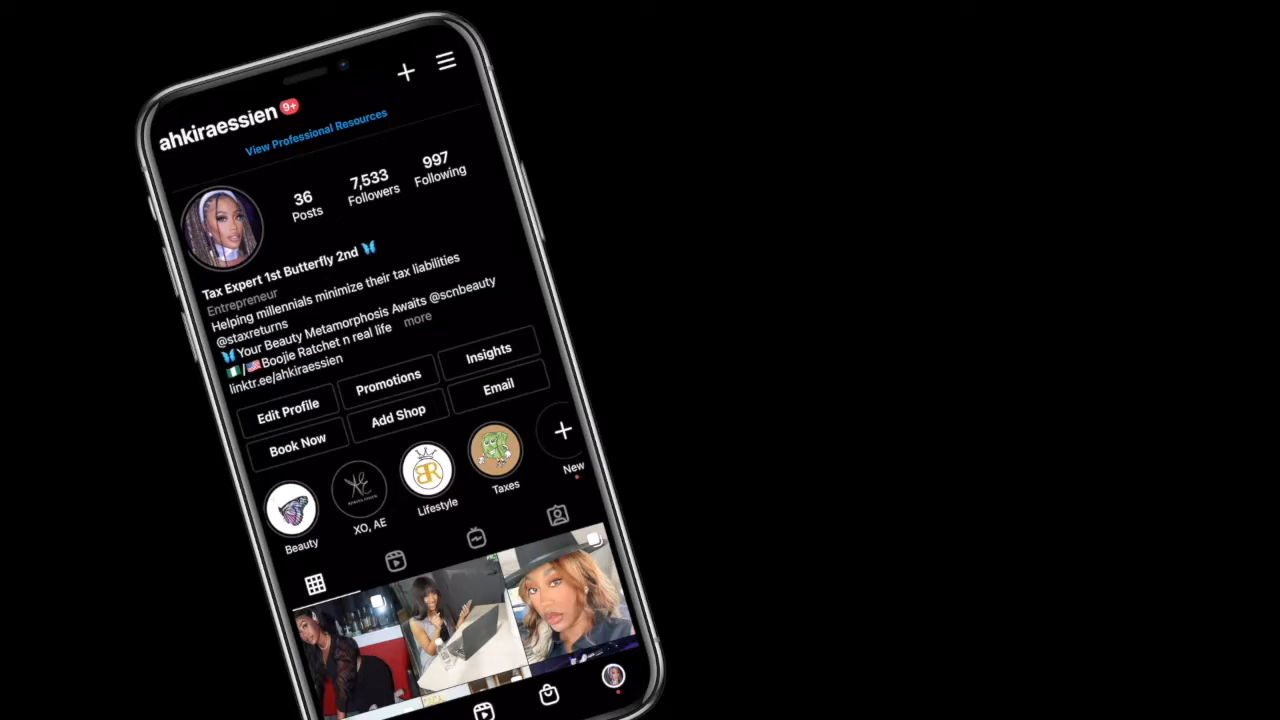 ahkiraessien 9+
View Professional Resources
36
Posts
7,533
Followers
997
Following
Tax Expert 1st Butterfly 2nd 🦋
Entrepreneur
Helping millennials minimize their tax liabilities
@staxreturns
🦋Your Beauty Metamorphosis Awaits @scnbeauty
🇳🇬/🇺🇸Boojie Ratchet n real life more
linktr.ee/ahkiraessien
Edit Profile
Promotions
Insights
Book Now
Add Shop
Email
BR
Beauty
XO, AE
Lifestyle
Taxes
New